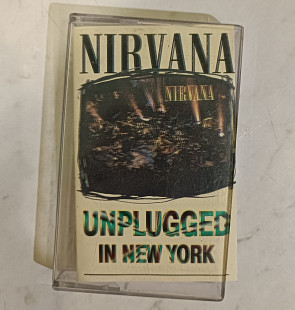 NIRVANA
NIRVANA
UNPLUGGED
IN NEW YORK